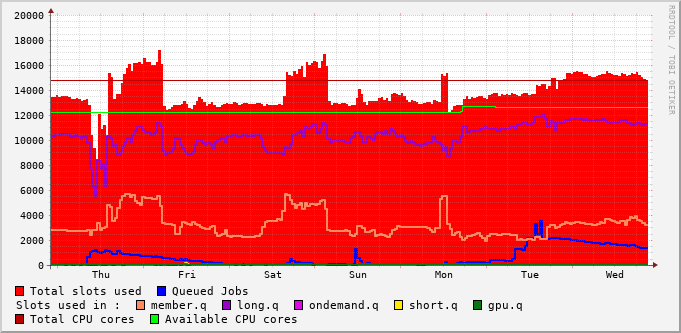 20000
18000
16000
14000
12000
10000
8000
6000
4000
2000
0
Thu Fri Sat Sun Mon Tue Wed
RRDTOOL / TOBI OETIKER
Total slots used Queued Jobs
Slots used in : member.q long.q ondemand.q short.q gpu.q
Total CPU cores Available CPU cores